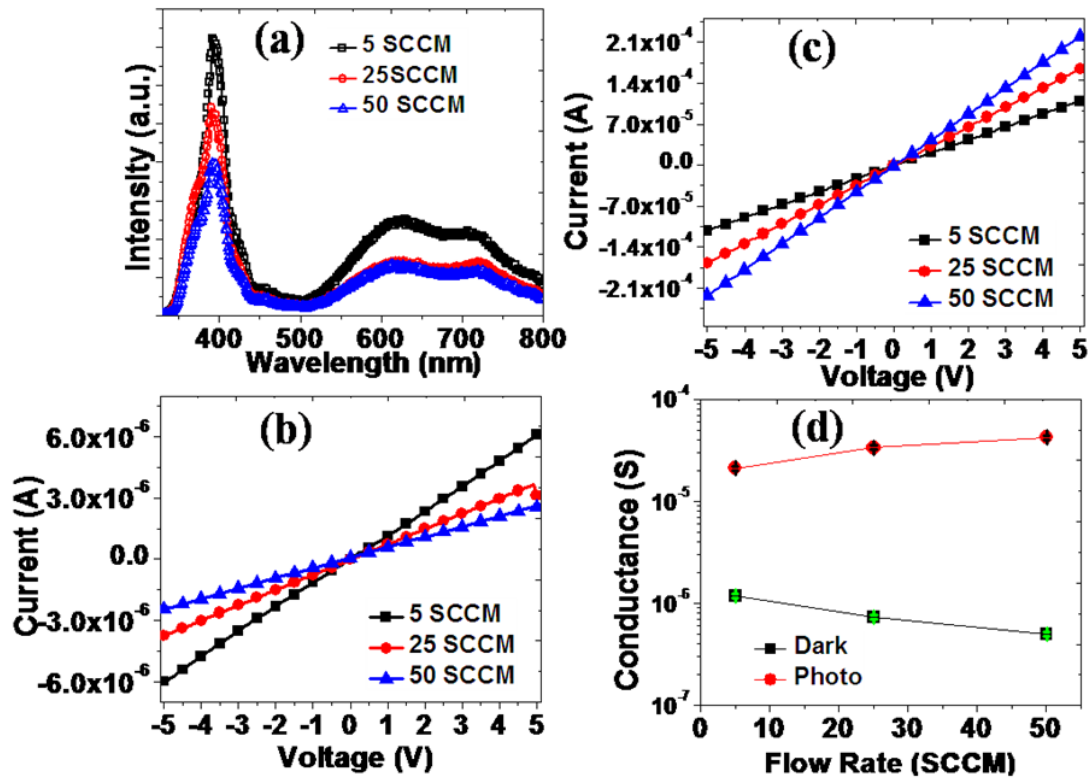 (a)
5 SCCM
25SCCM
50 SCCM
Intensity (a.u.)
400 500 600 700 800
Wavelength (nm)
(b)
6.0x10⁻⁶
3.0x10⁻⁶
0.0
-3.0x10⁻⁶
-6.0x10⁻⁶
Current (A)
5 SCCM
25 SCCM
50 SCCM
-5 -4 -3 -2 -1 0 1 2 3 4 5
Voltage (V)
(c)
2.1x10⁻⁴
1.4x10⁻⁴
7.0x10⁻⁵
0.0
-7.0x10⁻⁵
-1.4x10⁻⁴
-2.1x10⁻⁴
Current (A)
5 SCCM
25 SCCM
50 SCCM
-5 -4 -3 -2 -1 0 1 2 3 4 5
Voltage (V)
(d)
10⁻⁴
10⁻⁵
10⁻⁶
10⁻⁷
Conductance (S)
Dark
Photo
0 10 20 30 40 50
Flow Rate (SCCM)